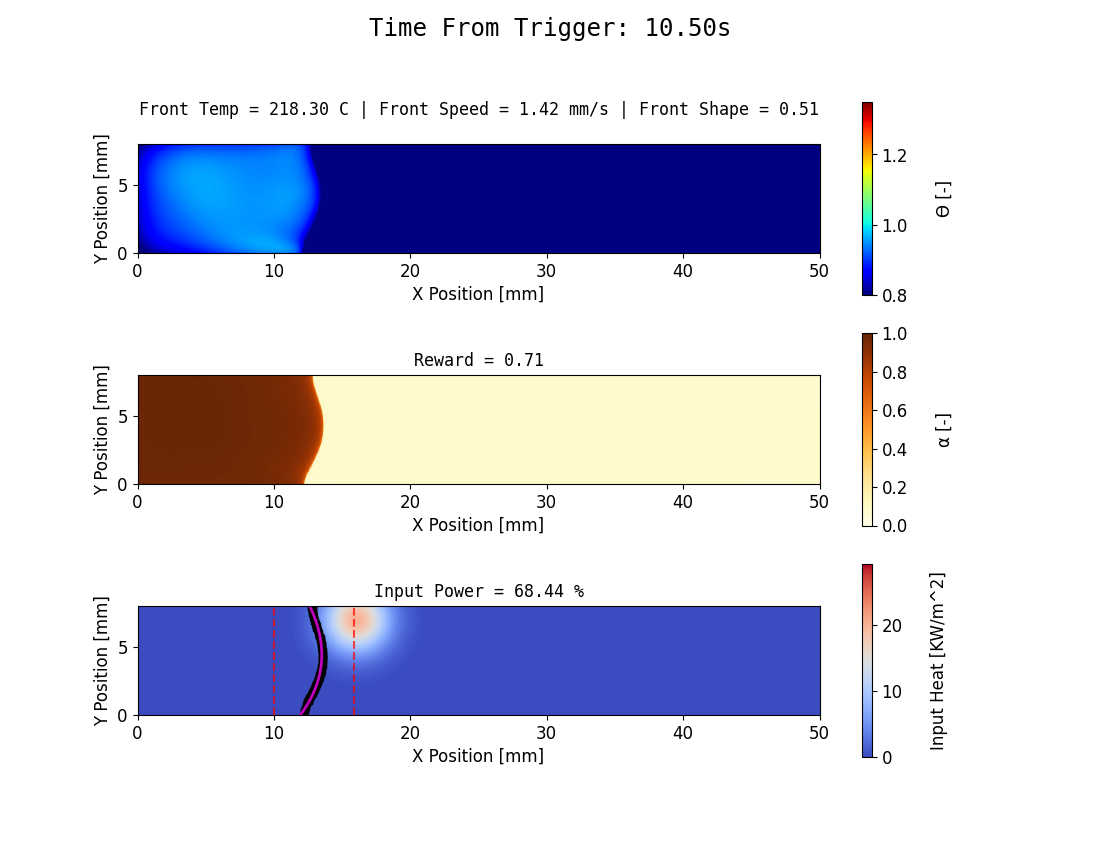 Time From Trigger: 10.50s
Front Temp = 218.30 C | Front Speed = 1.42 mm/s | Front Shape = 0.51
Y Position [mm]
5
0
0 10 20 30 40 50
X Position [mm]
1.2
1.0
0.8
Θ [-]
Reward = 0.71
Y Position [mm]
5
0
0 10 20 30 40 50
X Position [mm]
1.0
0.8
0.6
0.4
0.2
0.0
α [-]
Input Power = 68.44 %
Y Position [mm]
5
0
0 10 20 30 40 50
X Position [mm]
20
10
0
Input Heat [KW/m^2]